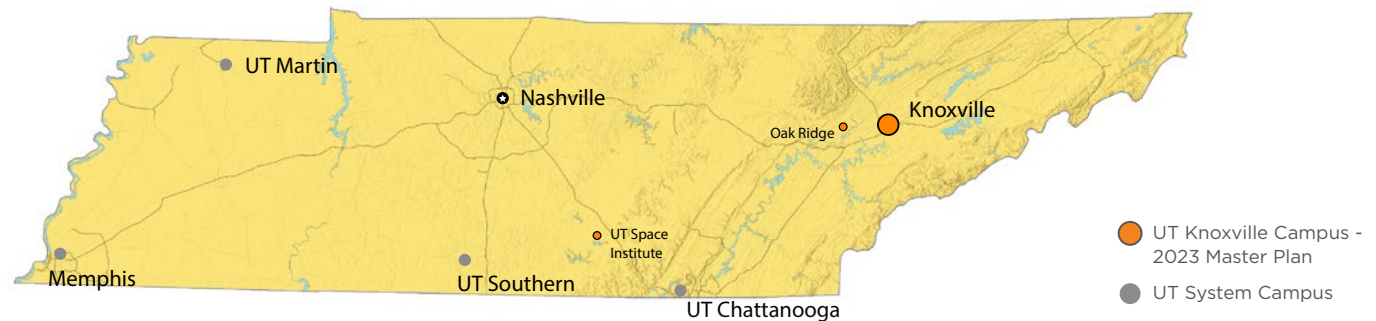 UT Martin
Nashville
Knoxville
Oak Ridge
UT Space
Institute
UT Knoxville Campus -
2023 Master Plan
Memphis
UT Southern
UT System Campus
UT Chattanooga